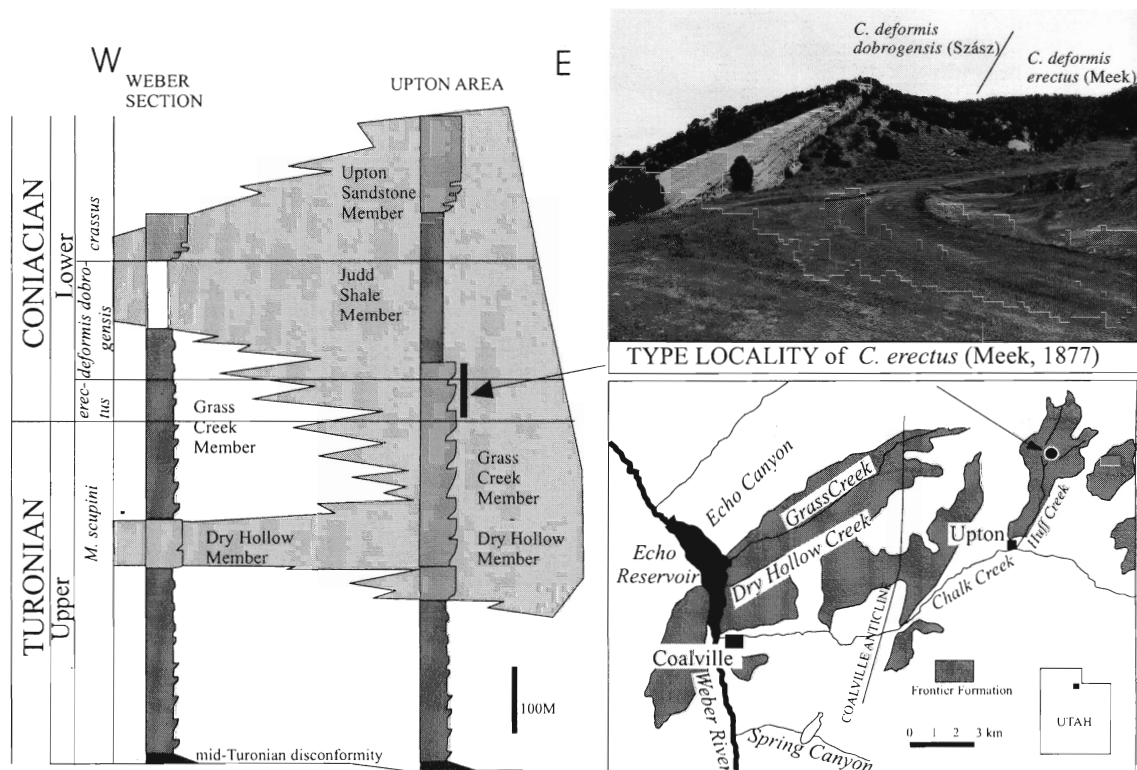 W
E
WEBER
SECTION
UPTON AREA
CONIACIAN
Lower
crassus
deformis dobro-
gensis
erec-
tus
TURONIAN
Upper
M. scupini
Upton
Sandstone
Member
Judd
Shale
Member
Grass
Creek
Member
Grass
Creek
Member
Dry Hollow
Member
Dry Hollow
Member
100M
mid-Turonian disconformity
C. deformis
dobrogensis (Szász)
C. deformis
erectus (Meek)
TYPE LOCALITY of C. erectus (Meek, 1877)
Echo Canyon
GrassCreek
Echo
Reservoir
Dry Hollow Creek
Upton
Huff Creek
Chalk Creek
COALVILLE ANTICLINE
Coalville
Weber River
Frontier Formation
0 1 2 3 km
UTAH
Spring Canyon